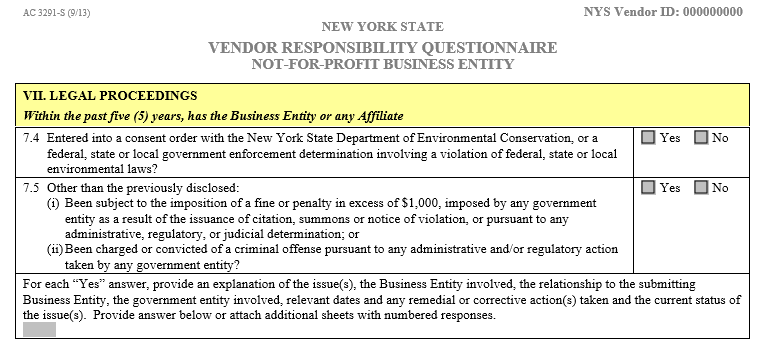 AC 3291-S (9/13)
NYS Vendor ID: 000000000
NEW YORK STATE
VENDOR RESPONSIBILITY QUESTIONNAIRE
NOT-FOR-PROFIT BUSINESS ENTITY
VII. LEGAL PROCEEDINGS
Within the past five (5) years, has the Business Entity or any Affiliate
7.4 Entered into a consent order with the New York State Department of Environmental Conservation, or a
federal, state or local government enforcement determination involving a violation of federal, state or local
environmental laws?
Yes No
7.5 Other than the previously disclosed:
(i) Been subject to the imposition of a fine or penalty in excess of $1,000, imposed by any government
entity as a result of the issuance of citation, summons or notice of violation, or pursuant to any
administrative, regulatory, or judicial determination; or
(ii) Been charged or convicted of a criminal offense pursuant to any administrative and/or regulatory action
taken by any government entity?
Yes No
For each “Yes” answer, provide an explanation of the issue(s), the Business Entity involved, the relationship to the submitting
Business Entity, the government entity involved, relevant dates and any remedial or corrective action(s) taken and the current status of
the issue(s). Provide answer below or attach additional sheets with numbered responses.